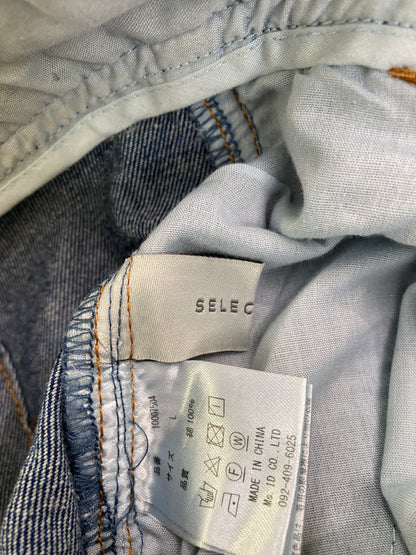 SELEC
品番 10001504
サイズ L
品質 綿 100%
W
F
MADE IN CHINA
Ms.ID CO.,LTD
092-409-6025